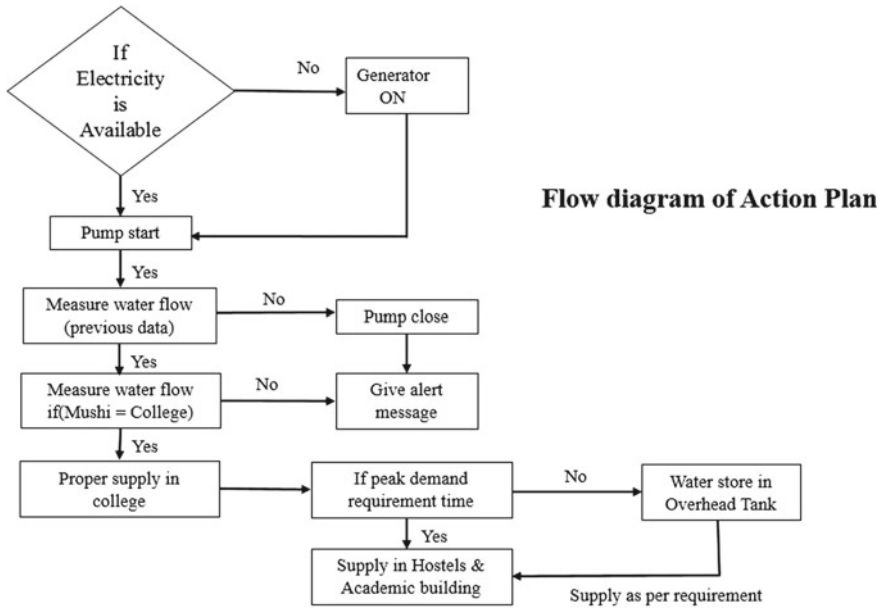 If
Electricity
is
Available
No
Generator
ON
Yes
Flow diagram of Action Plan
Pump start
Yes
Measure water flow
(previous data)
No
Pump close
Yes
Measure water flow
if(Mushi = College)
No
Give alert
message
Yes
Proper supply in
college
If peak demand
requirement time
No
Water store in
Overhead Tank
Yes
Supply in Hostels &
Academic building
Supply as per requirement